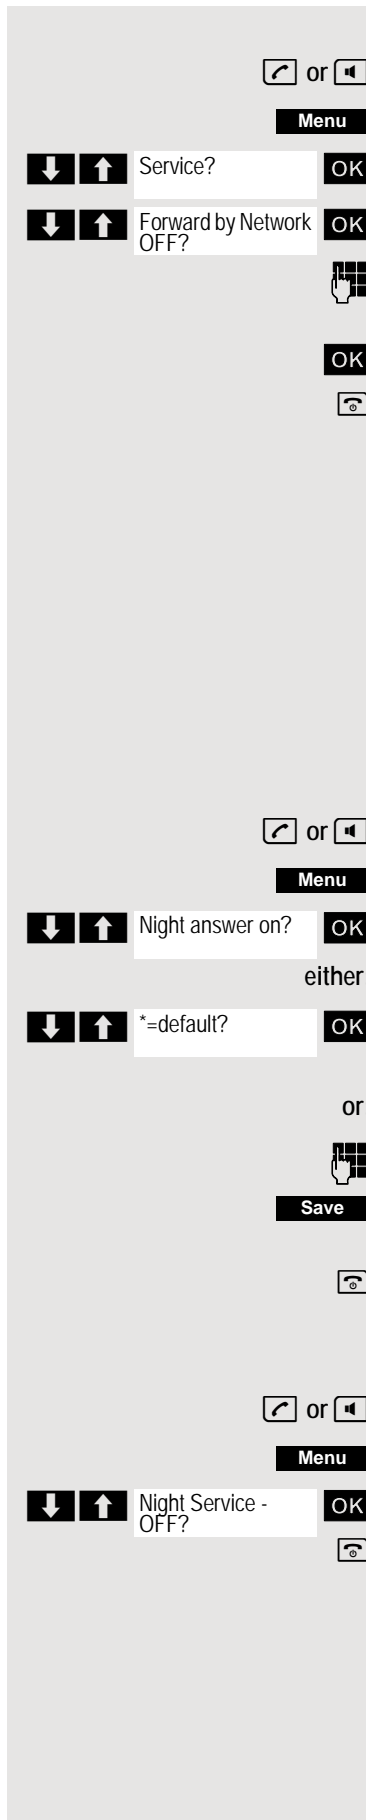 or
Menu
Service? OK
Forward by Network OK
OFF?
OK
or
Menu
Night answer on? OK
either
*=default? OK
or
Save
or
Menu
Night Service - OK
OFF?